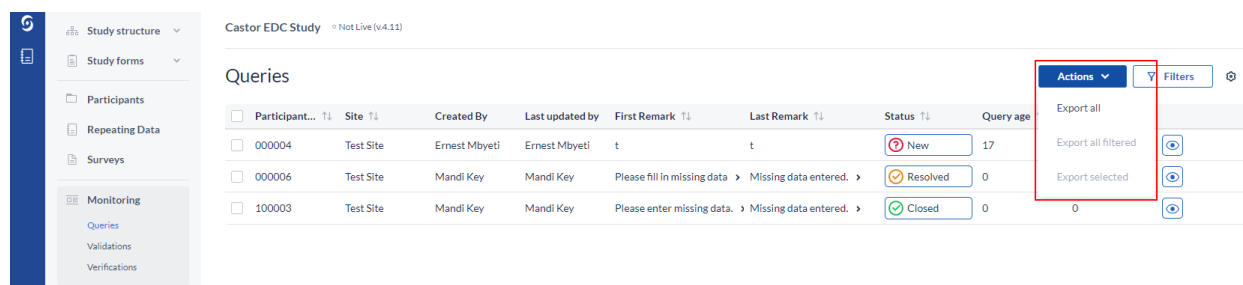 Study structure
Study forms
Participants
Repeating Data
Surveys
Monitoring
Queries
Validations
Verifications
Castor EDC Study Not Live (v.4.11)
Queries
Actions Filters
Export all
Export all filtered
Export selected
Participant... Site Created By Last updated by First Remark Last Remark Status Query age
000004 Test Site Ernest Mbyeti Ernest Mbyeti t t New 17
000006 Test Site Mandi Key Mandi Key Please fill in missing data Missing data entered. Resolved 0
100003 Test Site Mandi Key Mandi Key Please enter missing data. Missing data entered. Closed 0 0